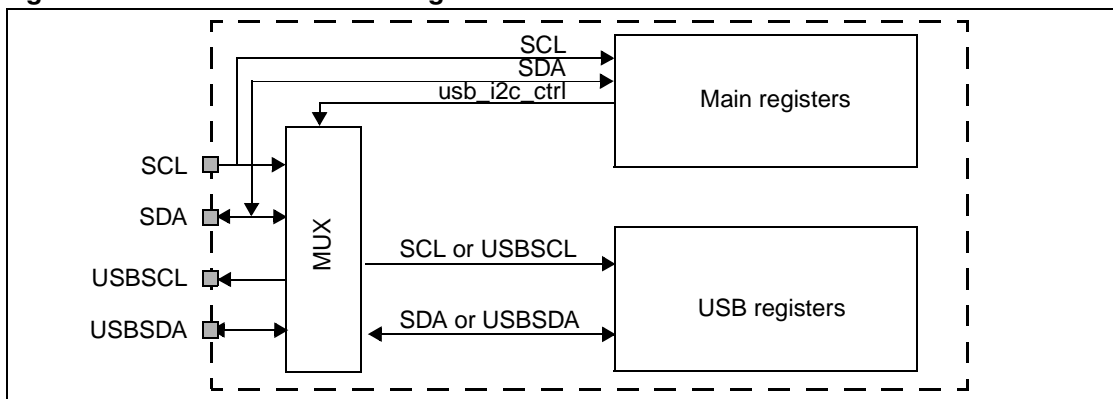 SCL
SDA
usb_i2c_ctrl
Main registers
SCL
SDA
MUX
SCL or USBSCL
USBSCL
USB registers
SDA or USBSDA
USBSDA